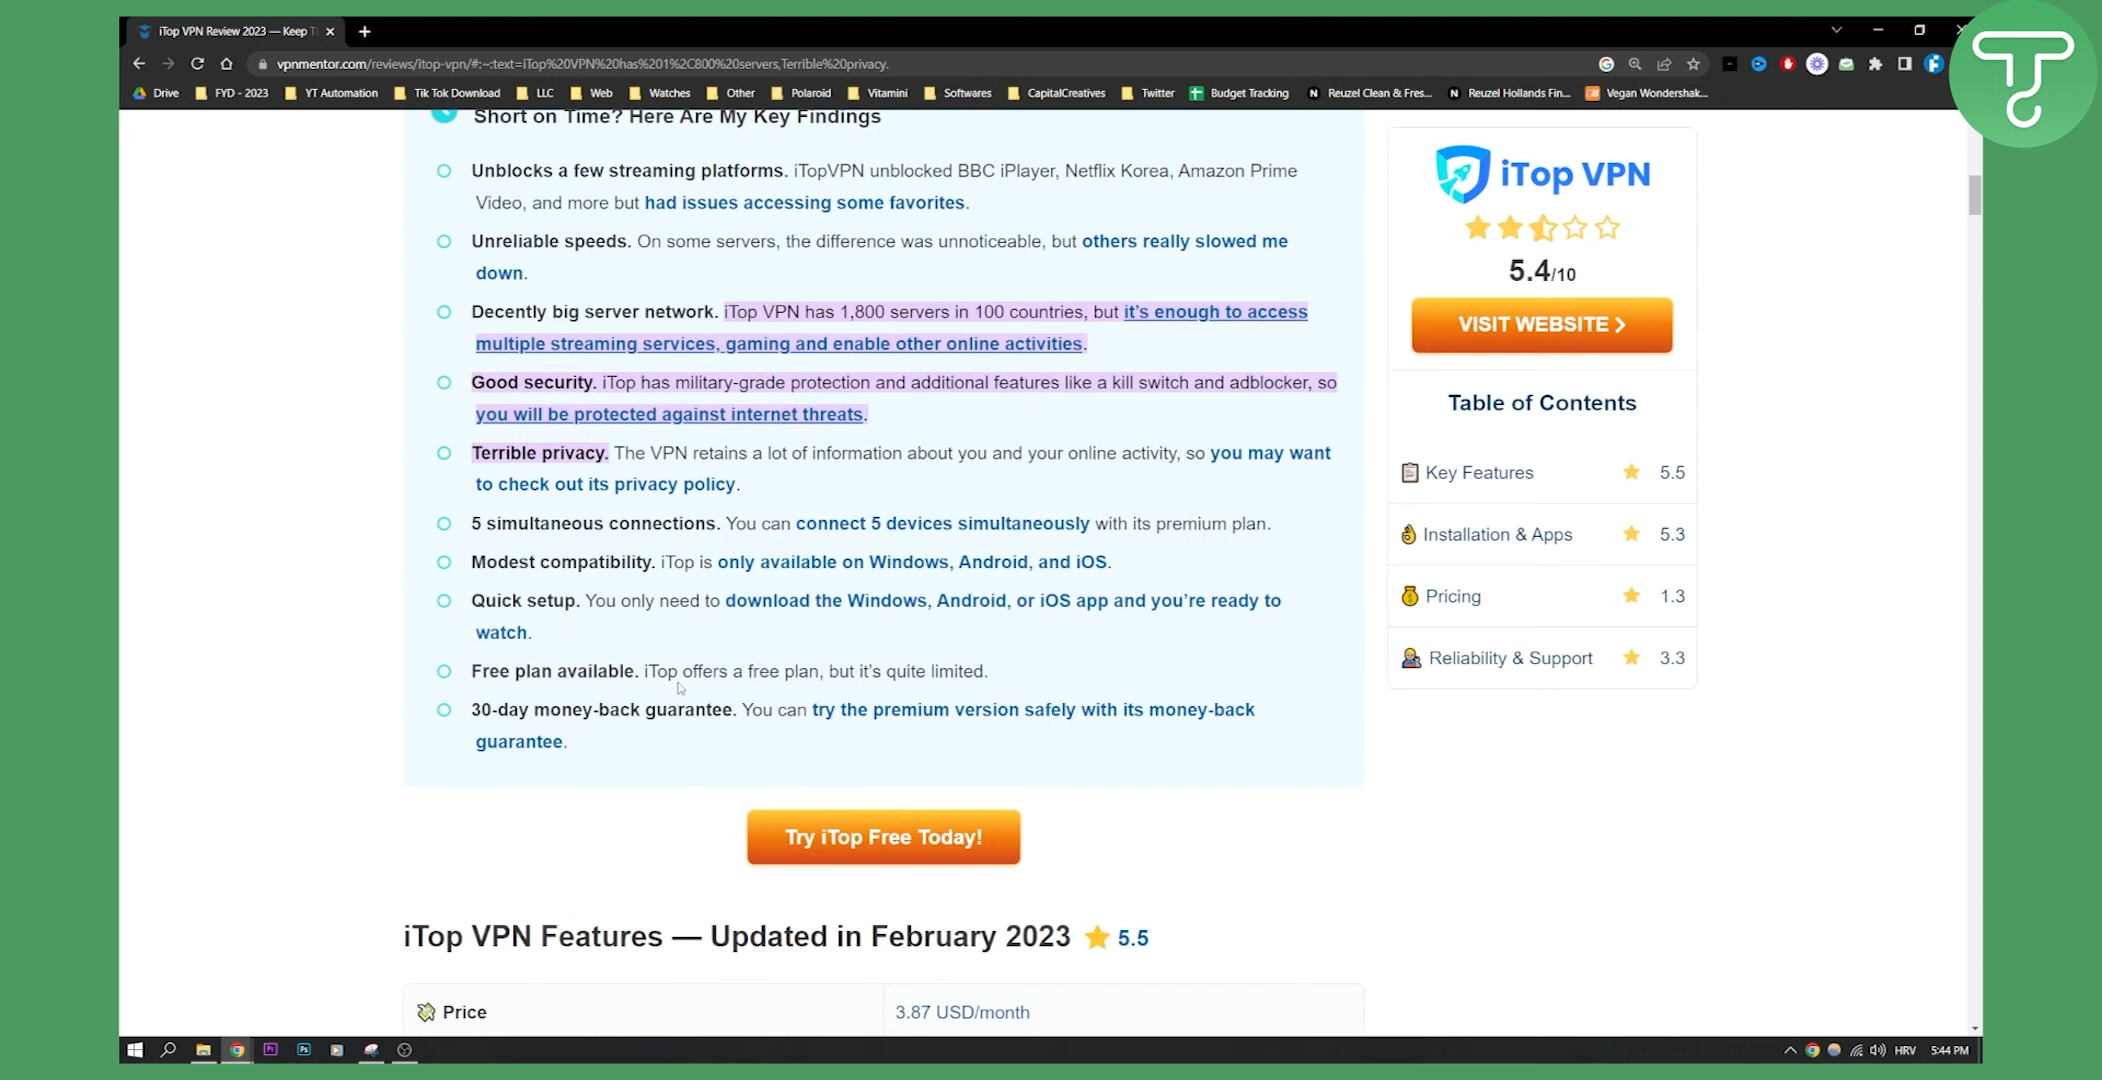 iTop VPN Review 2023 — Keep T
vpnmentor.com/reviews/itop-vpn/#:~:text=iTop%20VPN%20has%201%2C800%20servers,Terrible%20privacy.
Drive FYD - 2023 YT Automation Tik Tok Download LLC Web Watches Other Polaroid Vitamini Softwares CapitalCreatives Twitter Budget Tracking Reuzel Clean & Fres... Reuzel Hollands Fin... Vegan Wondershak...
Short on Time? Here Are My Key Findings
Unblocks a few streaming platforms. iTopVPN unblocked BBC iPlayer, Netflix Korea, Amazon Prime
Video, and more but had issues accessing some favorites.
Unreliable speeds. On some servers, the difference was unnoticeable, but others really slowed me
down.
Decently big server network. iTop VPN has 1,800 servers in 100 countries, but it's enough to access
multiple streaming services, gaming and enable other online activities.
Good security. iTop has military-grade protection and additional features like a kill switch and adblocker, so
you will be protected against internet threats.
Terrible privacy. The VPN retains a lot of information about you and your online activity, so you may want
to check out its privacy policy.
5 simultaneous connections. You can connect 5 devices simultaneously with its premium plan.
Modest compatibility. iTop is only available on Windows, Android, and iOS.
Quick setup. You only need to download the Windows, Android, or iOS app and you're ready to
watch.
Free plan available. iTop offers a free plan, but it's quite limited.
30-day money-back guarantee. You can try the premium version safely with its money-back
guarantee.
Try iTop Free Today!
iTop VPN Features — Updated in February 2023 5.5
Price 3.87 USD/month
iTop VPN
5.4/10
VISIT WEBSITE
Table of Contents
Key Features 5.5
Installation & Apps 5.3
Pricing 1.3
Reliability & Support 3.3
HRV 5:44 PM